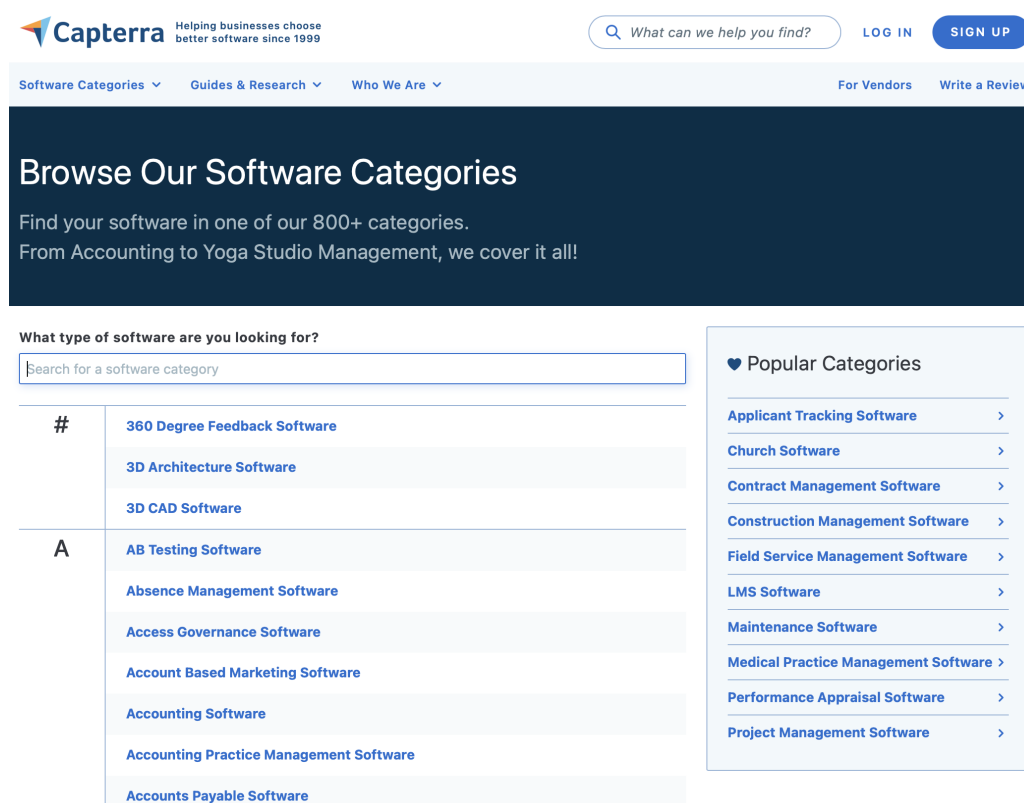 Capterra
Helping businesses choose
better software since 1999
What can we help you find?
LOG IN
SIGN UP
Software Categories
Guides & Research
Who We Are
For Vendors
Write a Review
Browse Our Software Categories
Find your software in one of our 800+ categories.
From Accounting to Yoga Studio Management, we cover it all!
What type of software are you looking for?
Search for a software category
#
360 Degree Feedback Software
3D Architecture Software
3D CAD Software
A
AB Testing Software
Absence Management Software
Access Governance Software
Account Based Marketing Software
Accounting Software
Accounting Practice Management Software
Accounts Payable Software
Popular Categories
Applicant Tracking Software
Church Software
Contract Management Software
Construction Management Software
Field Service Management Software
LMS Software
Maintenance Software
Medical Practice Management Software
Performance Appraisal Software
Project Management Software